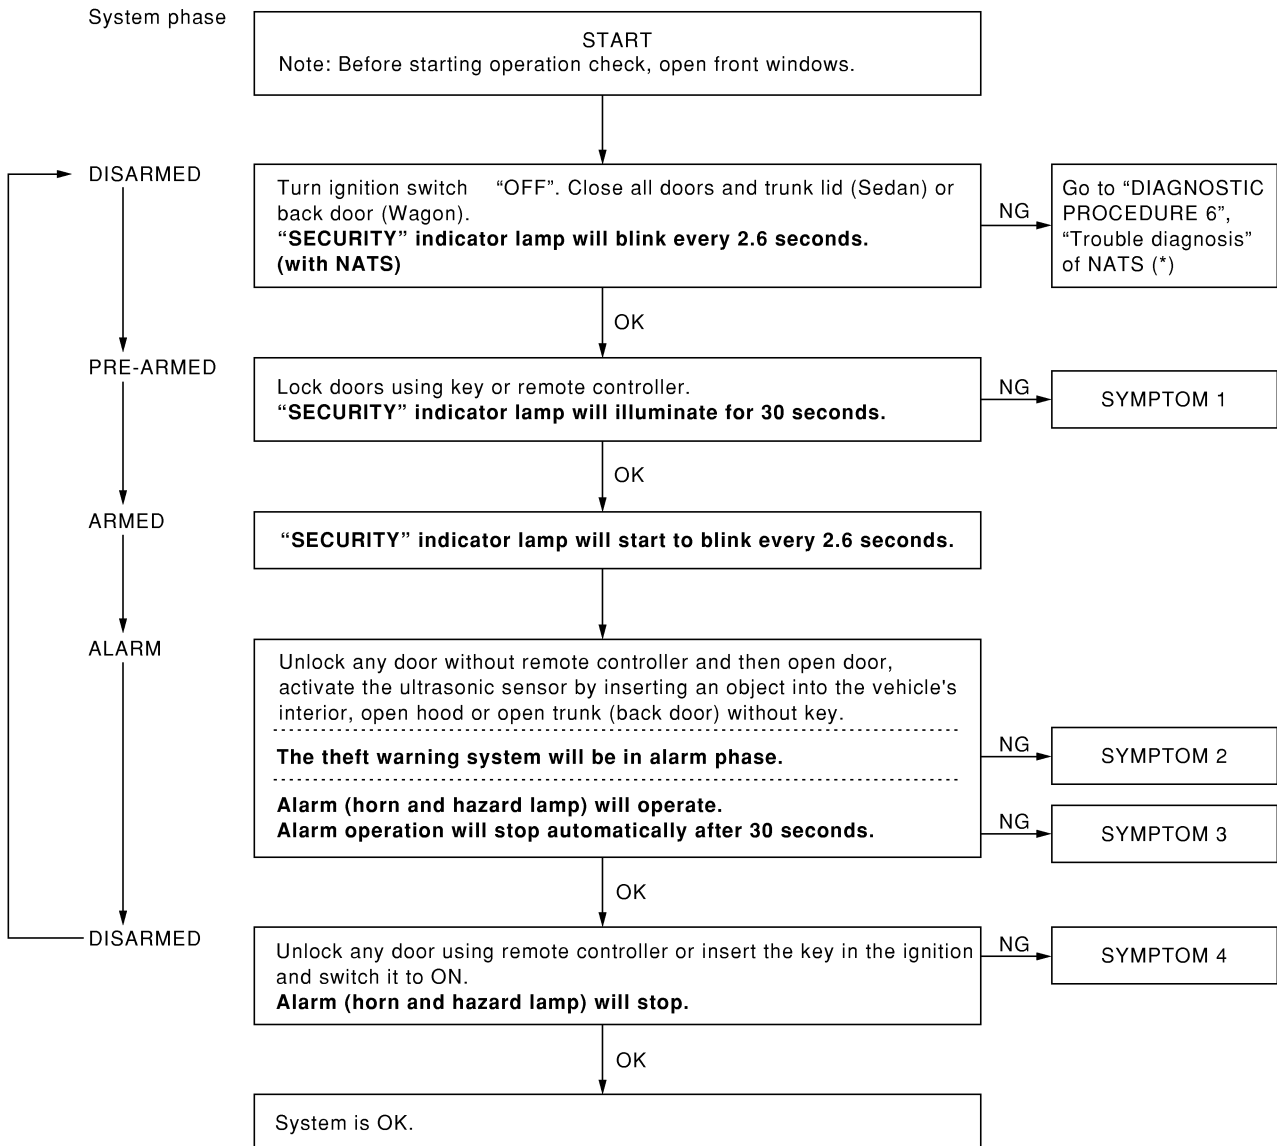 System phase
START
Note: Before starting operation check, open front windows.
DISARMED
Turn ignition switch “OFF”. Close all doors and trunk lid (Sedan) or
back door (Wagon).
“SECURITY” indicator lamp will blink every 2.6 seconds.
(with NATS)
NG
Go to “DIAGNOSTIC
PROCEDURE 6”,
“Trouble diagnosis”
of NATS (*)
OK
PRE-ARMED
Lock doors using key or remote controller.
“SECURITY” indicator lamp will illuminate for 30 seconds.
NG
SYMPTOM 1
OK
ARMED
“SECURITY” indicator lamp will start to blink every 2.6 seconds.
ALARM
Unlock any door without remote controller and then open door,
activate the ultrasonic sensor by inserting an object into the vehicle's
interior, open hood or open trunk (back door) without key.
The theft warning system will be in alarm phase.
NG
SYMPTOM 2
Alarm (horn and hazard lamp) will operate.
Alarm operation will stop automatically after 30 seconds.
NG
SYMPTOM 3
OK
DISARMED
Unlock any door using remote controller or insert the key in the ignition
and switch it to ON.
Alarm (horn and hazard lamp) will stop.
NG
SYMPTOM 4
OK
System is OK.